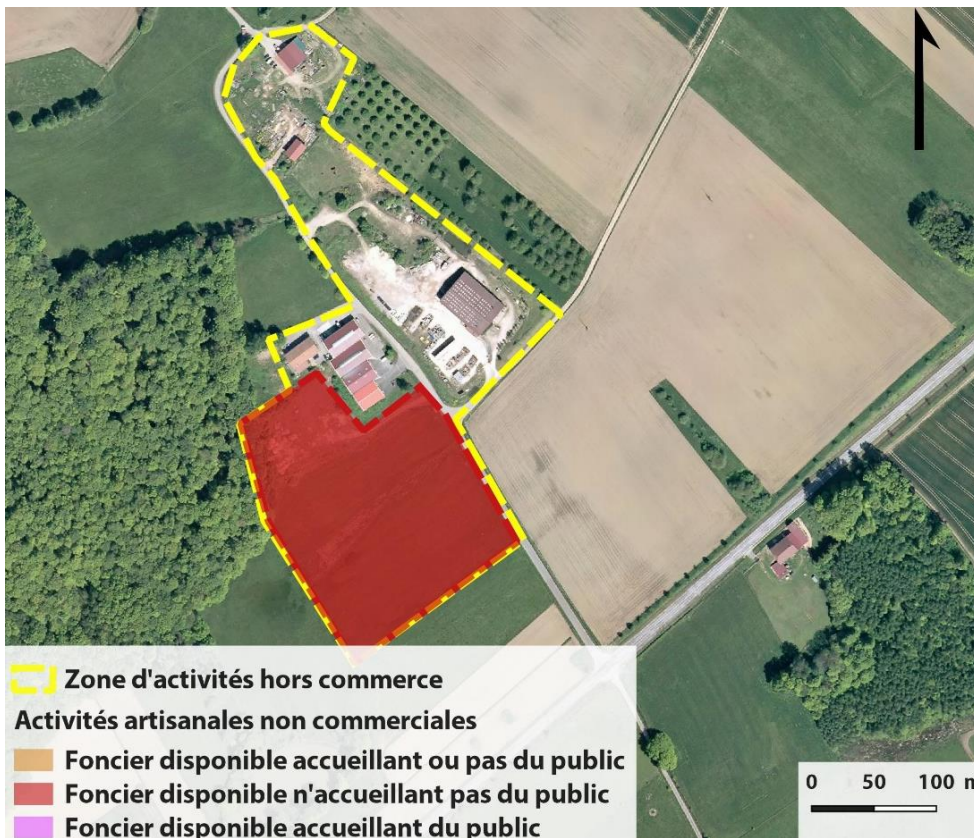 Zone d'activités hors commerce
Activités artisanales non commerciales
Foncier disponible accueillant ou pas du public
Foncier disponible n'accueillant pas du public
Foncier disponible accueillant du public
0 50 100 m